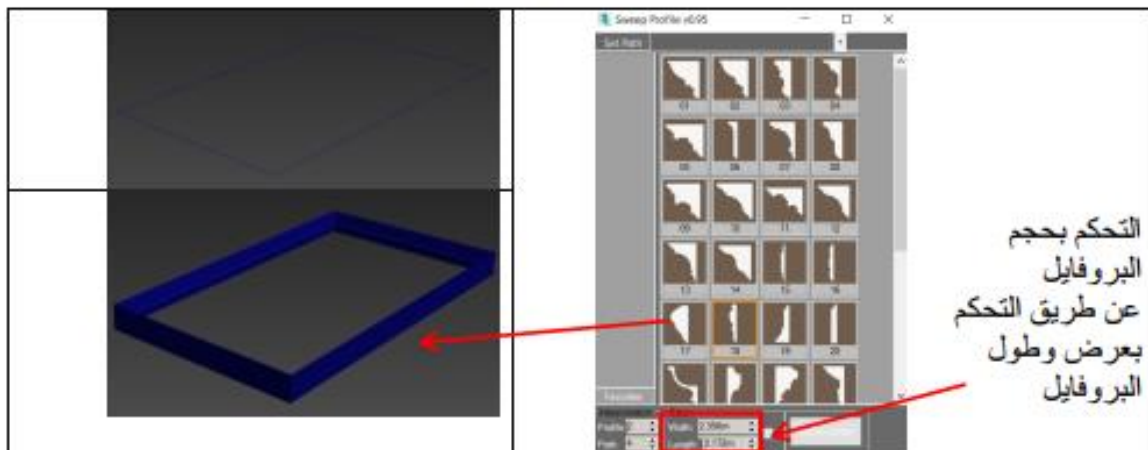 Sweep Profile v0.95
Set Path
01 02 03 04
05 06 07 08
09 10 11 12
13 14 15 16
17 18 19 20
التحكم بحجم
البروفايل
عن طريق التحكم
بعرض وطول
البروفايل
Width:
Length: